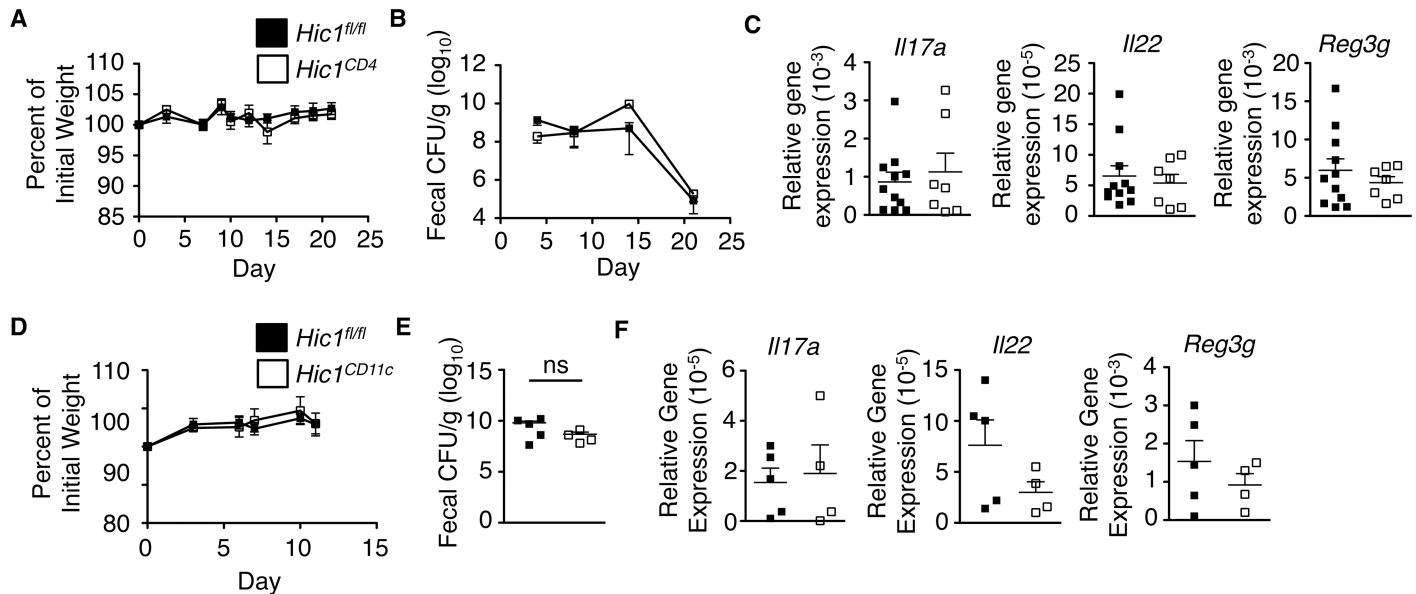 A
Hic1fl/fl
Hic1CD4
Percent of
Initial Weight
110
105
100
95
90
85
0 5 10 15 20 25
Day
B
Fecal CFU/g (log10)
12
10
8
6
4
0 5 10 15 20 25
Day
C
Il17a
Relative gene
expression (10-3)
4
3
2
1
0
Il22
Relative gene
expression (10-5)
25
20
15
10
5
0
Reg3g
Relative gene
expression (10-3)
20
15
10
5
0
D
Hic1fl/fl
Hic1CD11c
Percent of
Initial Weight
110
100
90
80
0 5 10 15
Day
E
Fecal CFU/g (log10)
ns
15
10
5
0
F
Il17a
Relative Gene
Expression (10-5)
6
4
2
0
Il22
Relative Gene
Expression (10-5)
15
10
5
0
Reg3g
Relative Gene
Expression (10-3)
4
3
2
1
0